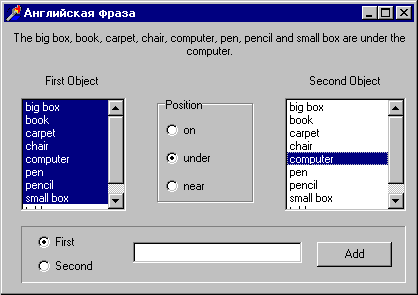 Английская фраза
The big box, book, carpet, chair, computer, pen, pencil and small box are under the
computer.
First Object
Second Object
big box
book
carpet
chair
computer
pen
pencil
small box
Position
on
under
near
big box
book
carpet
chair
computer
pen
pencil
small box
First
Second
Add